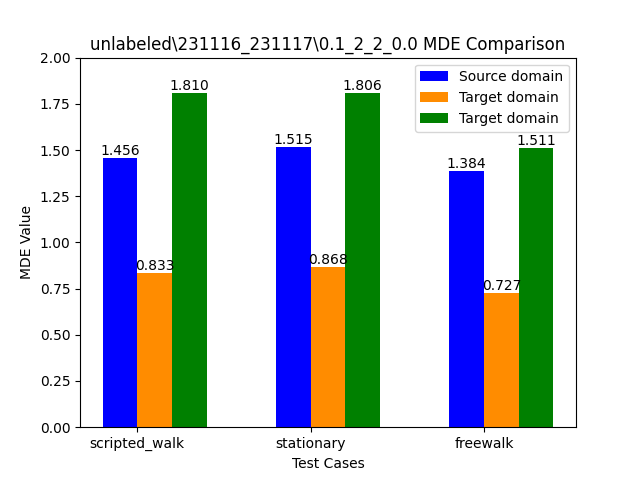 unlabeled\231116_231117\0.1_2_2_0.0 MDE Comparison
Source domain
Target domain
Target domain
MDE Value
2.00
1.75
1.50
1.25
1.00
0.75
0.50
0.25
0.00
1.456
0.833
1.810
1.515
0.868
1.806
1.384
0.727
1.511
scripted_walk
stationary
freewalk
Test Cases